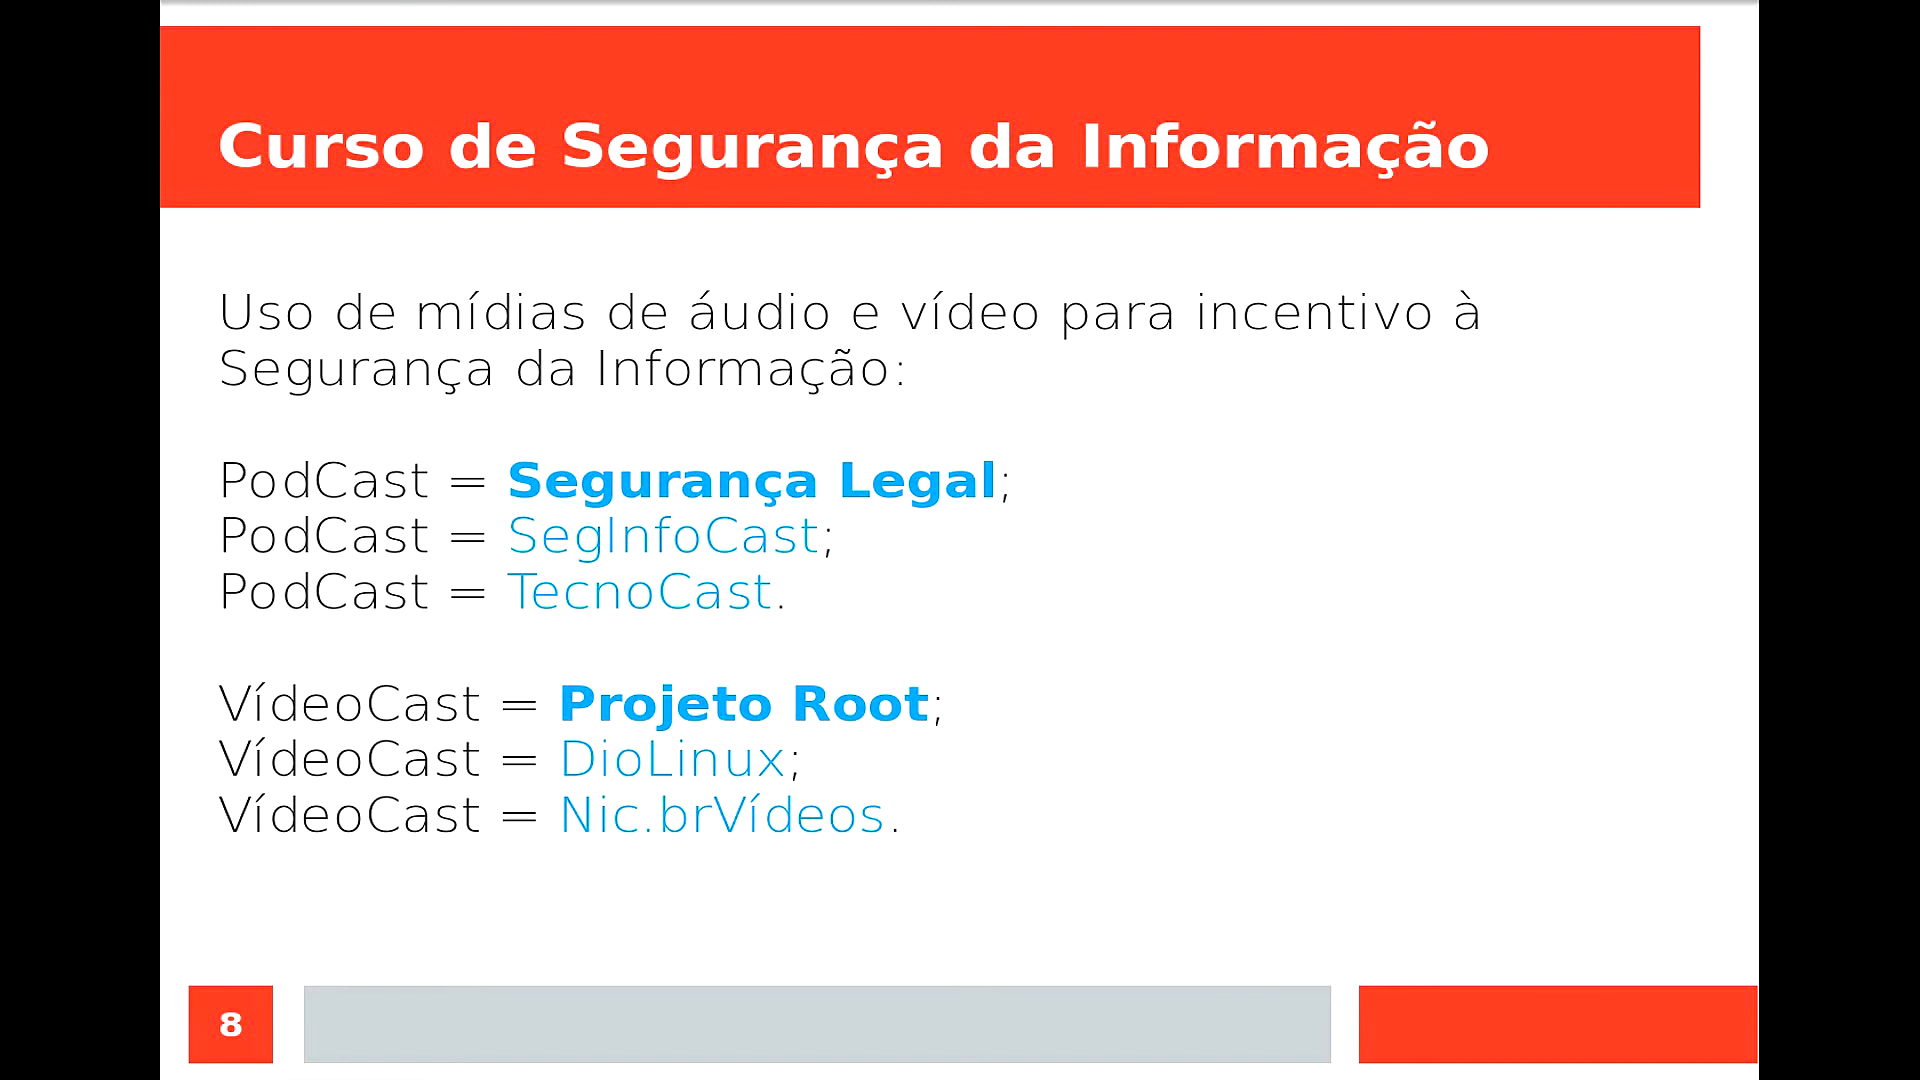 Curso de Segurança da Informação
Uso de mídias de áudio e vídeo para incentivo à
Segurança da Informação:
PodCast = Segurança Legal;
PodCast = SegInfoCast;
PodCast = TecnoCast.
VídeoCast = Projeto Root;
VídeoCast = DioLinux;
VídeoCast = Nic.brVídeos.
8